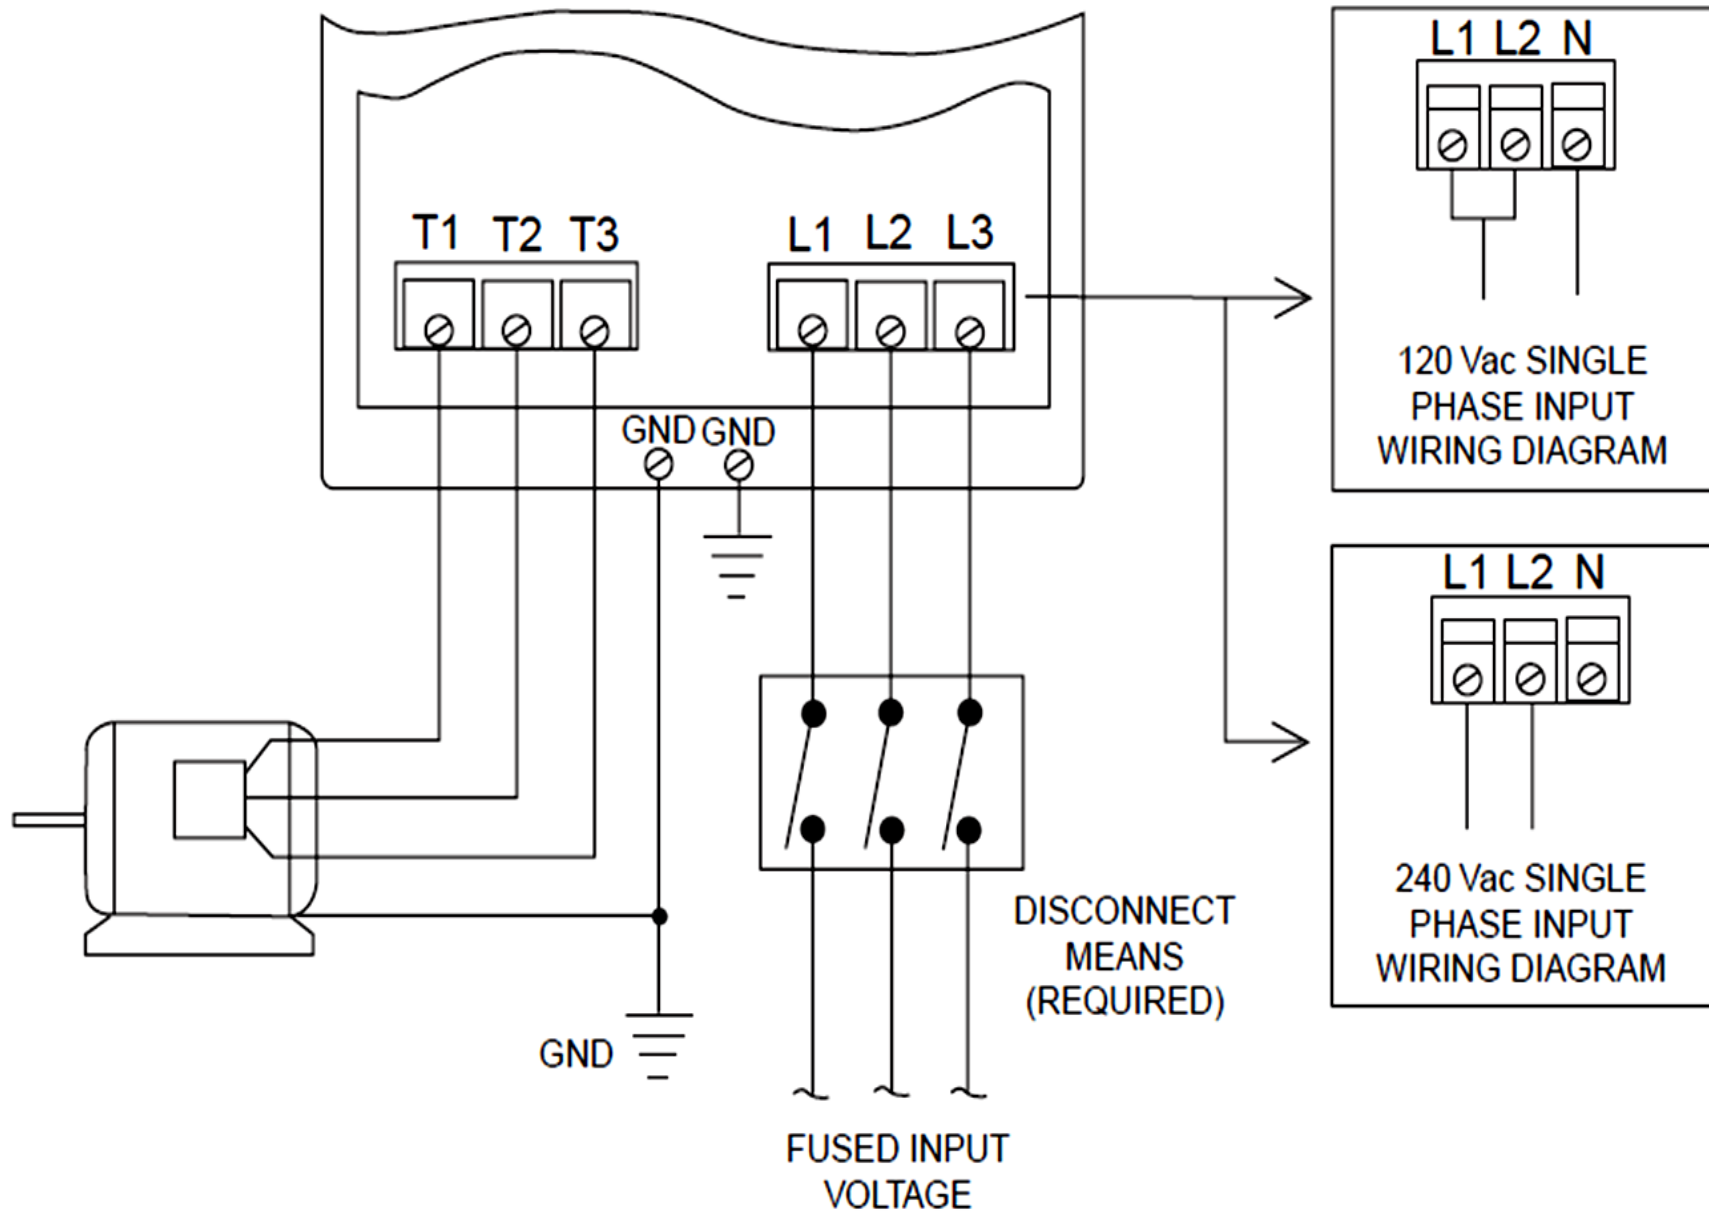 L1 L2 N
T1 T2 T3
L1 L2 L3
120 Vac SINGLE
PHASE INPUT
WIRING DIAGRAM
GND GND
L1 L2 N
240 Vac SINGLE
PHASE INPUT
WIRING DIAGRAM
DISCONNECT
MEANS
(REQUIRED)
GND
FUSED INPUT
VOLTAGE